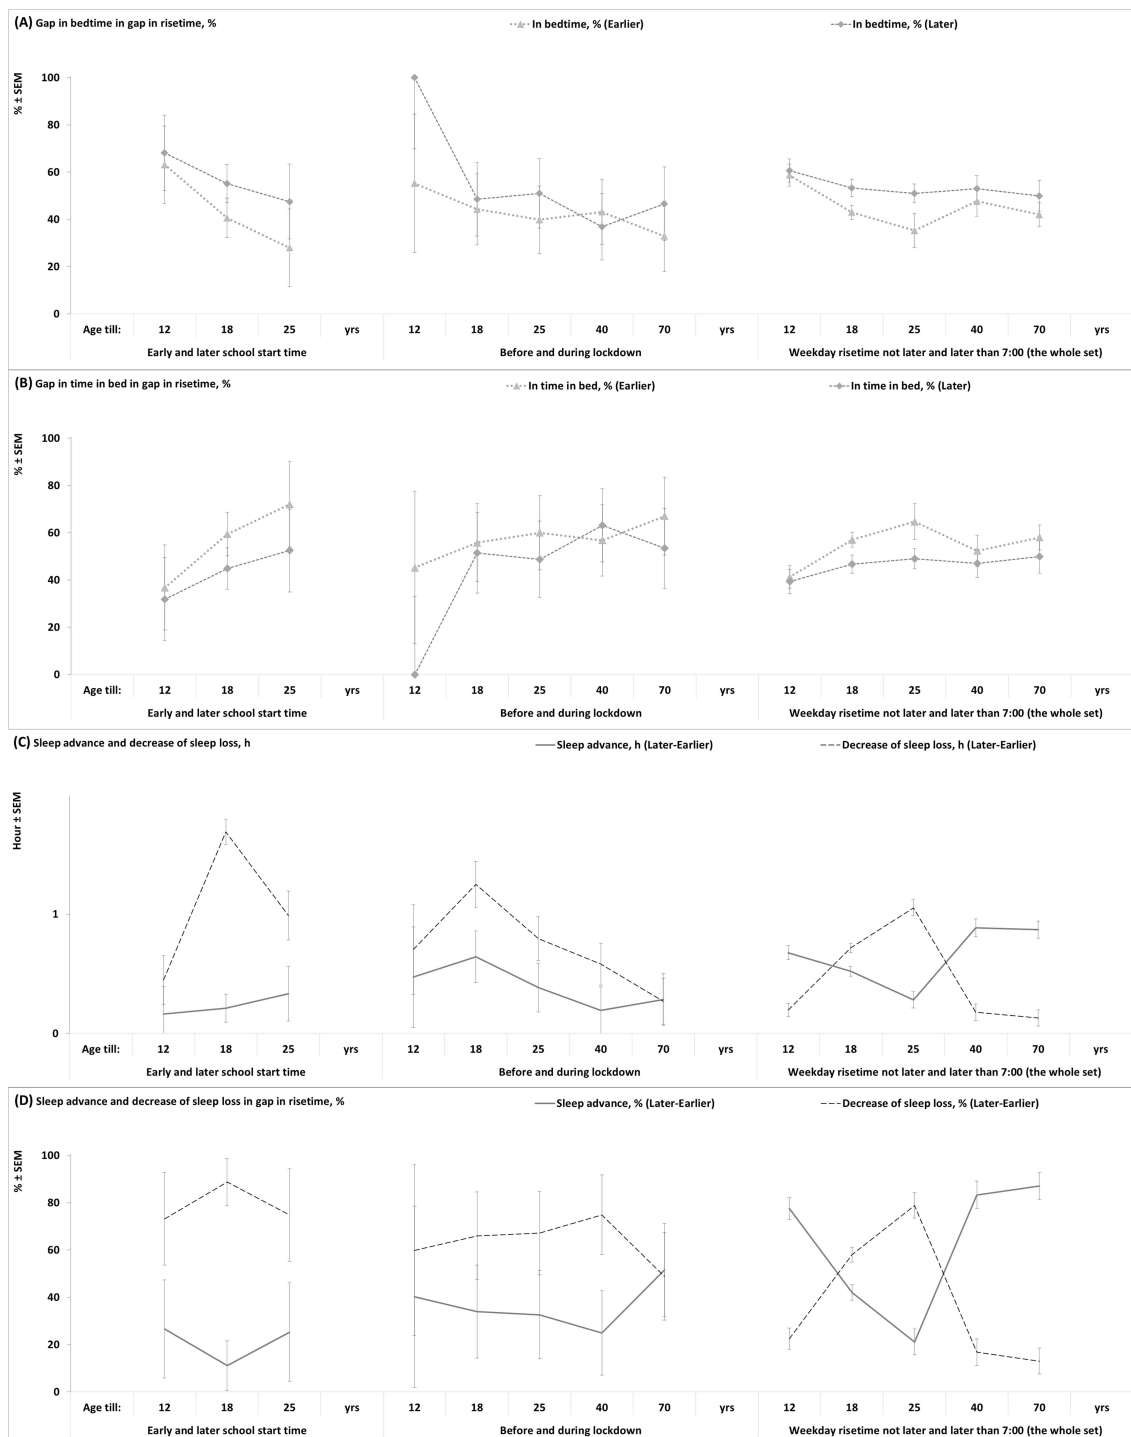 (A) Gap in bedtime in gap in risetime, %
In bedtime, % (Earlier)
In bedtime, % (Later)
% ± SEM
100
80
60
40
20
0
Age till: 12 18 25 yrs 12 18 25 40 70 yrs 12 18 25 40 70 yrs
Early and later school start time
Before and during lockdown
Weekday risetime not later and later than 7:00 (the whole set)
(B) Gap in time in bed in gap in risetime, %
In time in bed, % (Earlier)
In time in bed, % (Later)
% ± SEM
100
80
60
40
20
0
Age till: 12 18 25 yrs 12 18 25 40 70 yrs 12 18 25 40 70 yrs
Early and later school start time
Before and during lockdown
Weekday risetime not later and later than 7:00 (the whole set)
(C) Sleep advance and decrease of sleep loss, h
Sleep advance, h (Later-Earlier)
Decrease of sleep loss, h (Later-Earlier)
Hour ± SEM
1
0
Age till: 12 18 25 yrs 12 18 25 40 70 yrs 12 18 25 40 70 yrs
Early and later school start time
Before and during lockdown
Weekday risetime not later and later than 7:00 (the whole set)
(D) Sleep advance and decrease of sleep loss in gap in risetime, %
Sleep advance, % (Later-Earlier)
Decrease of sleep loss, % (Later-Earlier)
% ± SEM
100
80
60
40
20
0
Age till: 12 18 25 yrs 12 18 25 40 70 yrs 12 18 25 40 70 yrs
Early and later school start time
Before and during lockdown
Weekday risetime not later and later than 7:00 (the whole set)